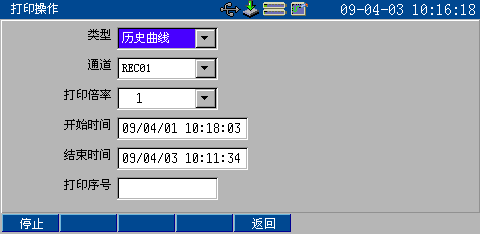 打印操作 09-04-03 10:16:18
类型 历史曲线
通道 REC01
打印倍率 1
开始时间 09/04/01 10:18:03
结束时间 09/04/03 10:11:34
打印序号
停止 返回